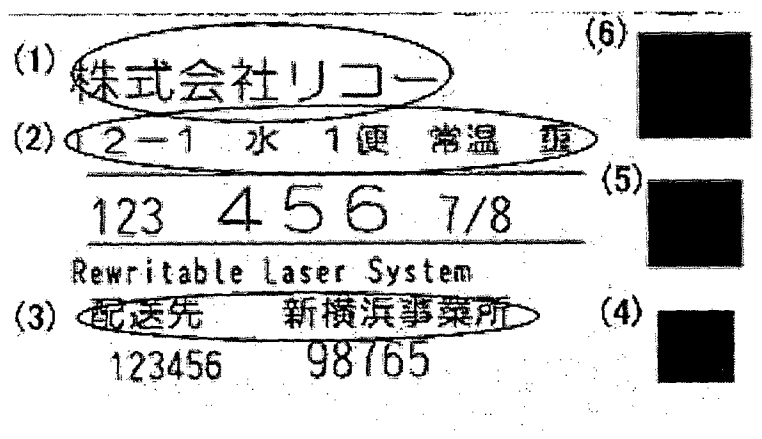 (1) 株式会社リコー (6)
(2) 12-1 水 1便 常温
(5)
123 456 7/8
Rewritable Laser System
(3) 配送先 新横浜事業所 (4)
123456 98765